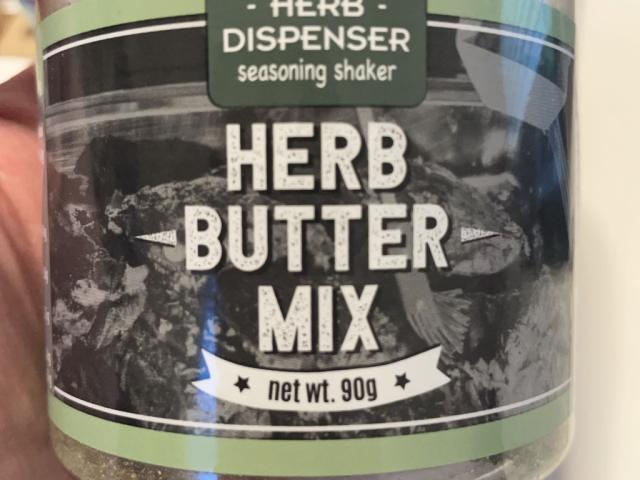 - HERB -
DISPENSER
seasoning shaker
HERB
BUTTER
MIX
net wt. 90g